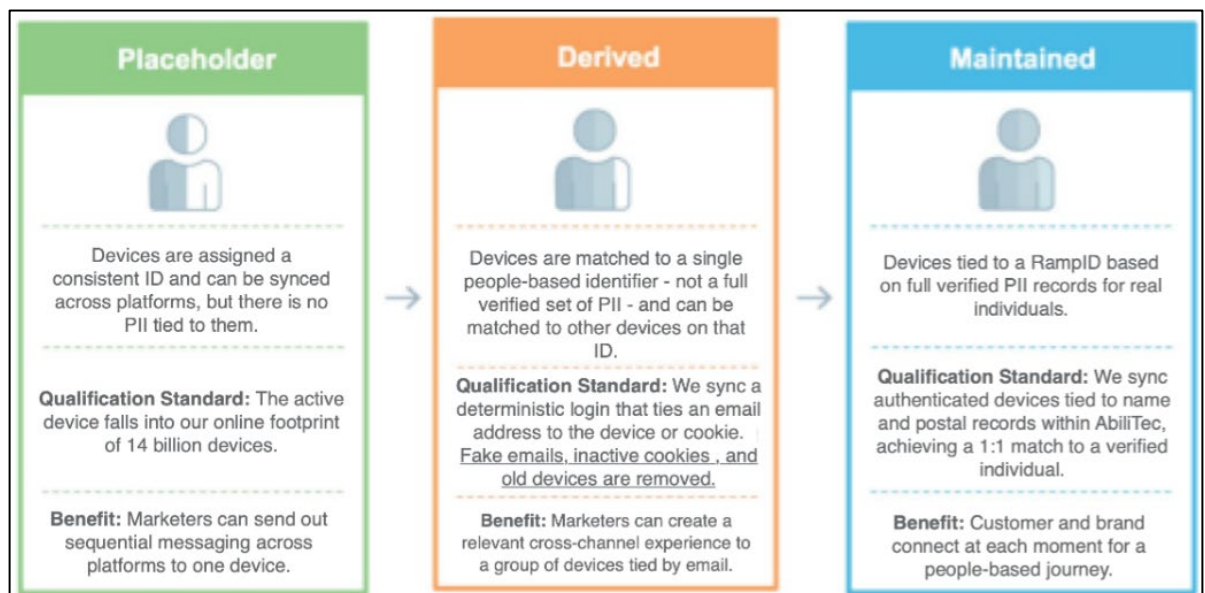 Placeholder
Devices are assigned a
consistent ID and can be synced
across platforms, but there is no
PII tied to them.
Qualification Standard: The active
device falls into our online footprint
of 14 billion devices.
Benefit: Marketers can send out
sequential messaging across
platforms to one device.
Derived
Devices are matched to a single
people-based identifier - not a full
verified set of PII - and can be
matched to other devices on that
ID.
Qualification Standard: We sync a
deterministic login that ties an email
address to the device or cookie.
Fake emails, inactive cookies , and
old devices are removed.
Benefit: Marketers can create a
relevant cross-channel experience to
a group of devices tied by email.
Maintained
Devices tied to a RampID based
on full verified PII records for real
individuals.
Qualification Standard: We sync
authenticated devices tied to name
and postal records within AbiliTec,
achieving a 1:1 match to a verified
individual.
Benefit: Customer and brand
connect at each moment for a
people-based journey.